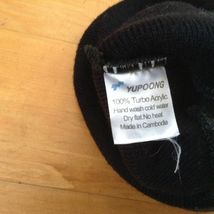 YUPOONG
100% Turbo Acrylic
Hand wash cold water
Dry flat.No heat
Made in Cambodia